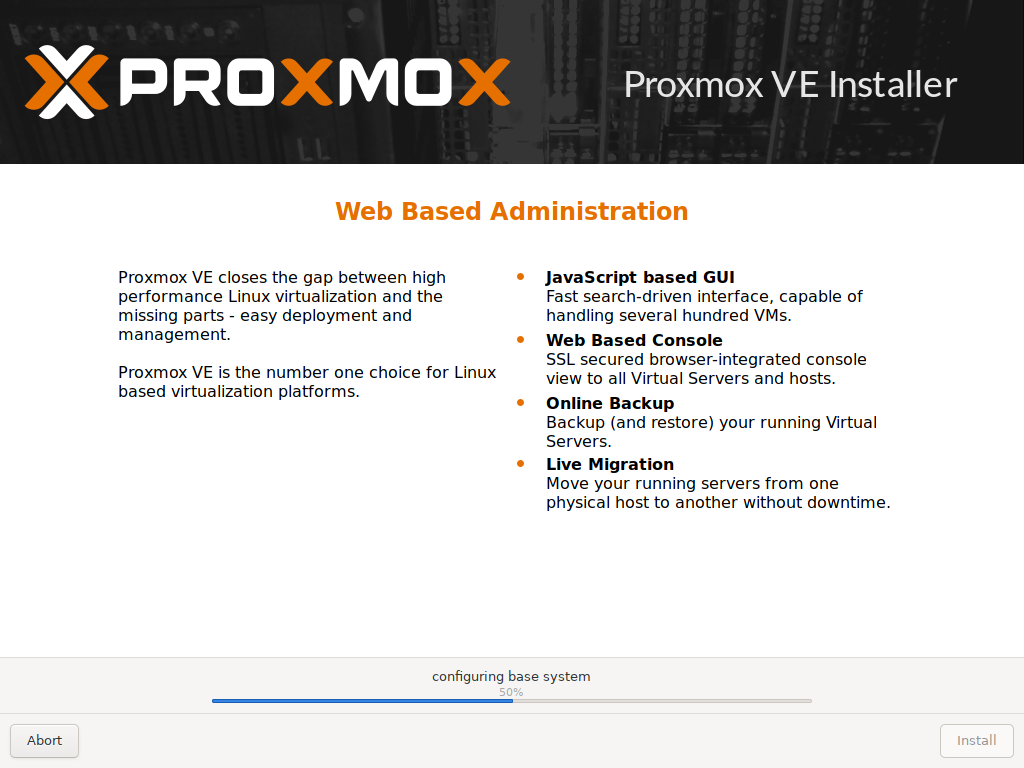 PROXMOX
Proxmox VE Installer
Web Based Administration
Proxmox VE closes the gap between high
performance Linux virtualization and the
missing parts - easy deployment and
management.
Proxmox VE is the number one choice for Linux
based virtualization platforms.
JavaScript based GUI
Fast search-driven interface, capable of
handling several hundred VMs.
Web Based Console
SSL secured browser-integrated console
view to all Virtual Servers and hosts.
Online Backup
Backup (and restore) your running Virtual
Servers.
Live Migration
Move your running servers from one
physical host to another without downtime.
configuring base system
50%
Abort
Install